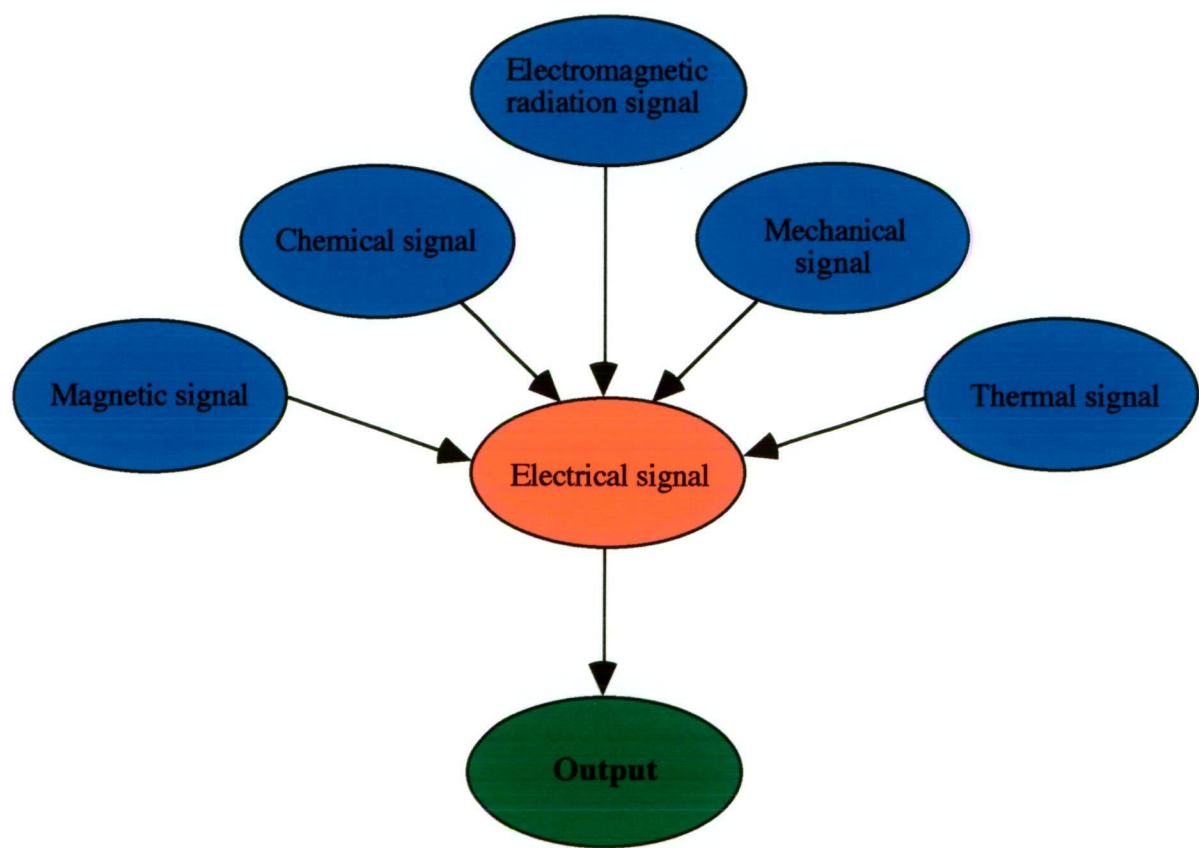 Electromagnetic
radiation signal
Chemical signal
Mechanical
signal
Magnetic signal
Thermal signal
Electrical signal
Output